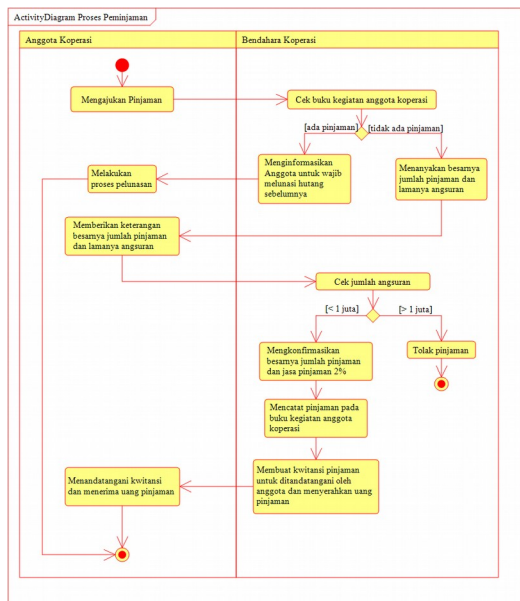 ActivityDiagram Proses Peminjaman
Anggota Koperasi
Bendahara Koperasi
Mengajukan Pinjaman
Cek buku kegiatan anggota koperasi
[ada pinjaman]
[tidak ada pinjaman]
Melakukan
proses pelunasan
Menginformasikan
Anggota untuk wajib
melunasi hutang
sebelumnya
Menanyakan besarnya
jumlah pinjaman dan
lamanya angsuran
Memberikan keterangan
besarnya jumlah pinjaman
dan lamanya angsuran
Cek jumlah angsuran
[< 1 juta]
[> 1 juta]
Mengkonfirmasikan
besarnya jumlah pinjaman
dan jasa pinjaman 2%
Tolak pinjaman
Mencatat pinjaman pada
buku kegiatan anggota
koperasi
Menandatangani kwitansi
dan menerima uang pinjaman
Membuat kwitansi pinjaman
untuk ditandatangani oleh
anggota dan menyerahkan uang
pinjaman